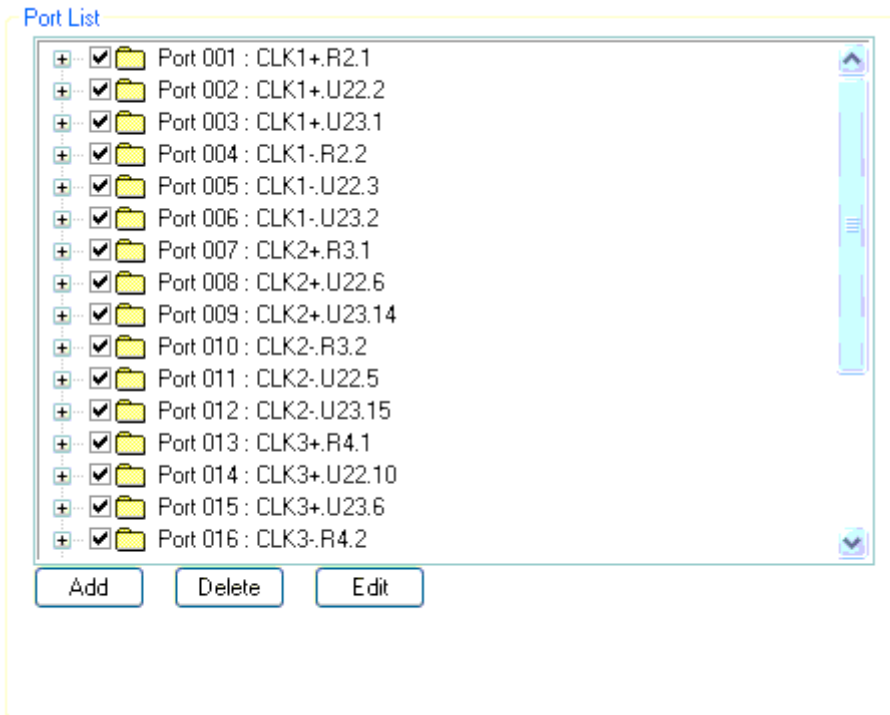 Port List
Port 001 : CLK1+.R2.1
Port 002 : CLK1+.U22.2
Port 003 : CLK1+.U23.1
Port 004 : CLK1-.R2.2
Port 005 : CLK1-.U22.3
Port 006 : CLK1-.U23.2
Port 007 : CLK2+.R3.1
Port 008 : CLK2+.U22.6
Port 009 : CLK2+.U23.14
Port 010 : CLK2-.R3.2
Port 011 : CLK2-.U22.5
Port 012 : CLK2-.U23.15
Port 013 : CLK3+.R4.1
Port 014 : CLK3+.U22.10
Port 015 : CLK3+.U23.6
Port 016 : CLK3-.R4.2
Add Delete Edit